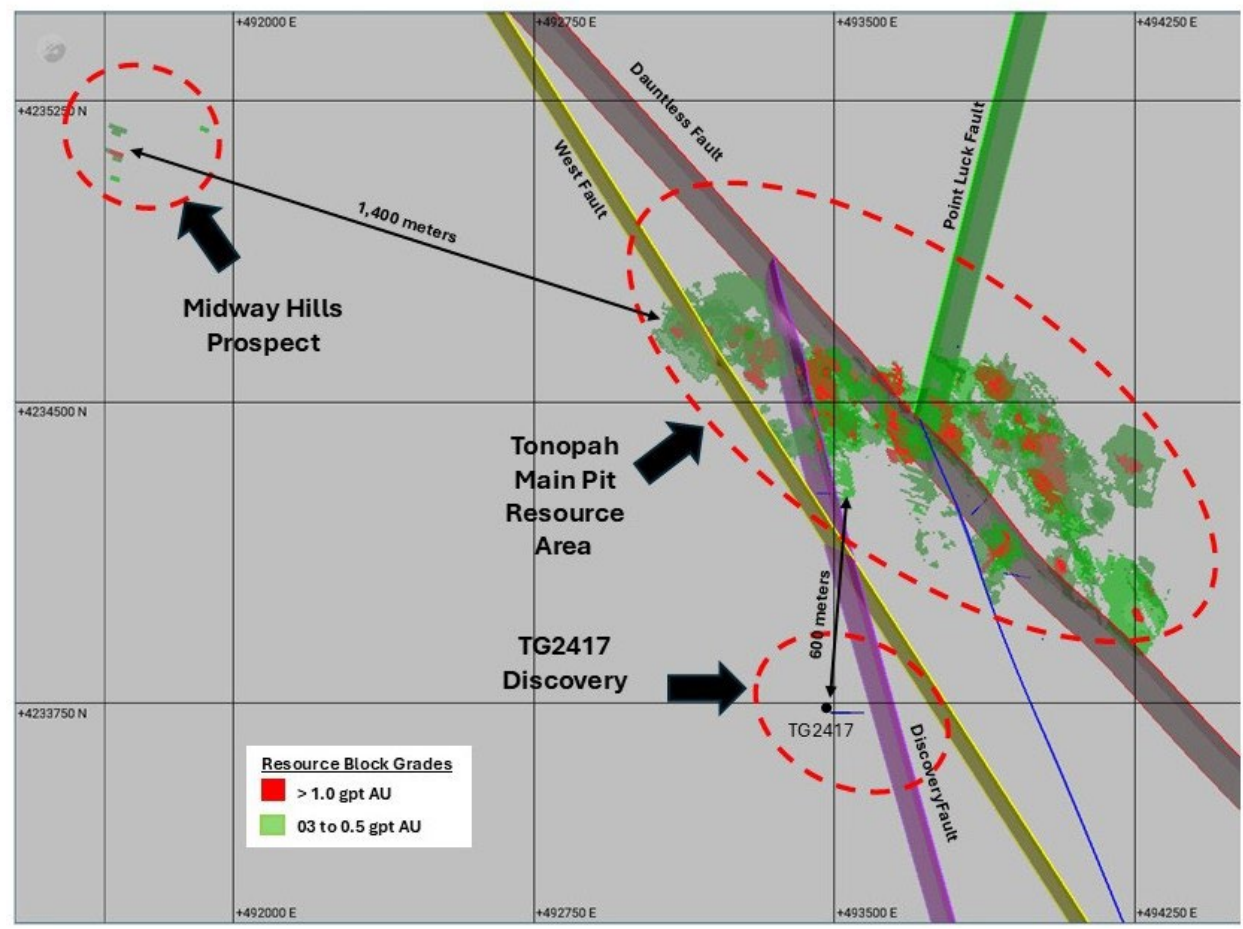 +492000 E
+492750 E
+493500 E
+494250 E
+4235250 N
Dauntless Fault
West Fault
Point Luck Fault
1,400 meters
Midway Hills
Prospect
+4234500 N
Tonopah
Main Pit
Resource
Area
600 meters
TG2417
Discovery
+4233750 N
TG2417
DiscoveryFault
Resource Block Grades
> 1.0 gpt AU
03 to 0.5 gpt AU
+492000 E
+492750 E
+493500 E
+494250 E